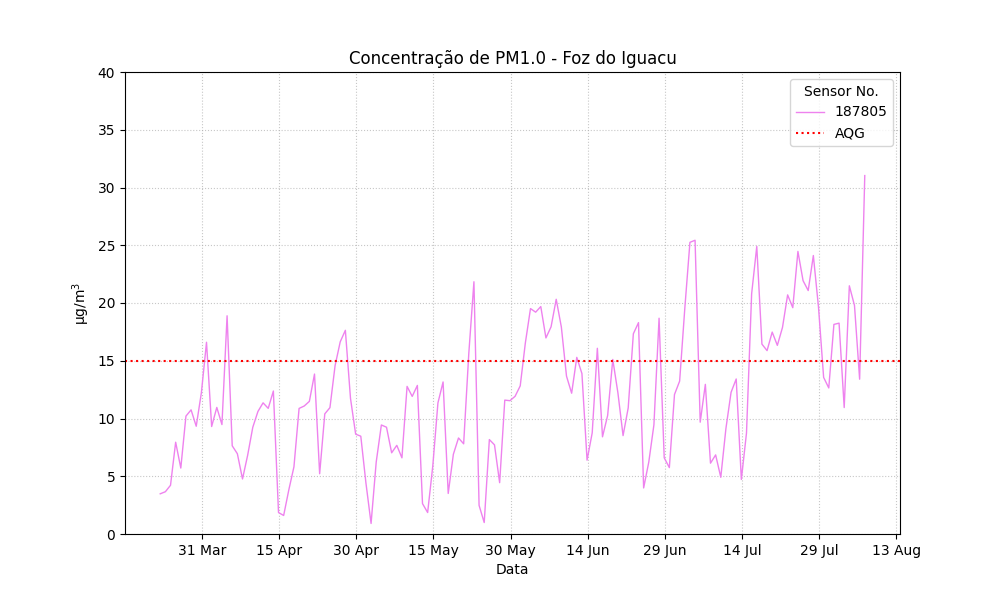 Concentração de PM1.0 - Foz do Iguacu
40
35
30
25
20
15
10
5
0
µg/m³
Sensor No.
187805
AQG
31 Mar
15 Apr
30 Apr
15 May
30 May
14 Jun
29 Jun
14 Jul
29 Jul
13 Aug
Data